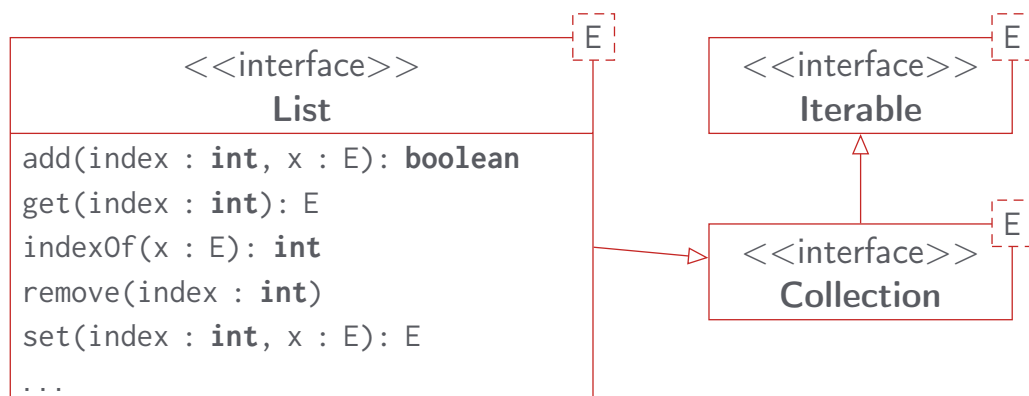 E
<<interface>>
List
add(index : int, x : E): boolean
get(index : int): E
indexOf(x : E): int
remove(index : int)
set(index : int, x : E): E
...
E
<<interface>>
Iterable
E
<<interface>>
Collection